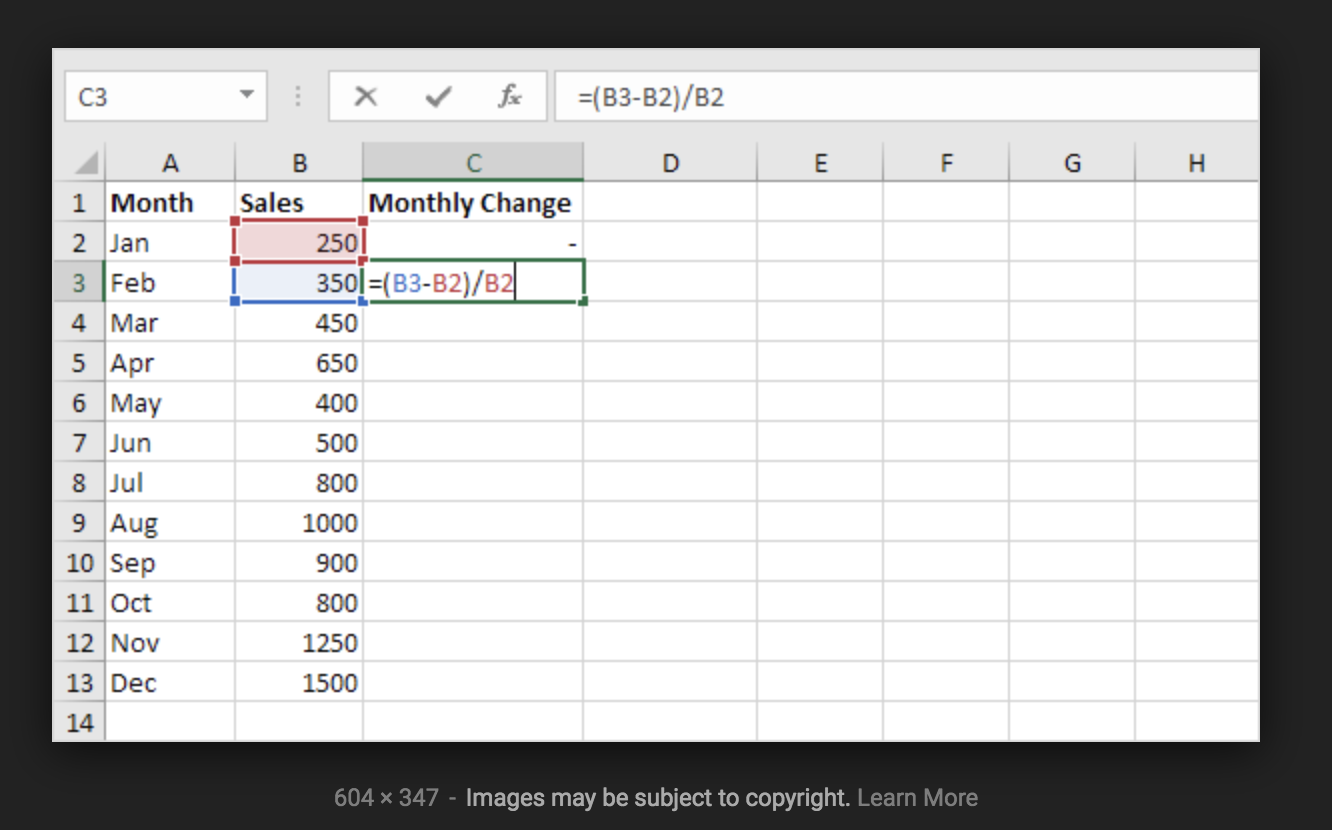 C3 fx =(B3-B2)/B2
A B C D E F G H
1 Month Sales Monthly Change
2 Jan 250 -
3 Feb 350 =(B3-B2)/B2
4 Mar 450
5 Apr 650
6 May 400
7 Jun 500
8 Jul 800
9 Aug 1000
10 Sep 900
11 Oct 800
12 Nov 1250
13 Dec 1500
14
604 × 347 - Images may be subject to copyright. Learn More